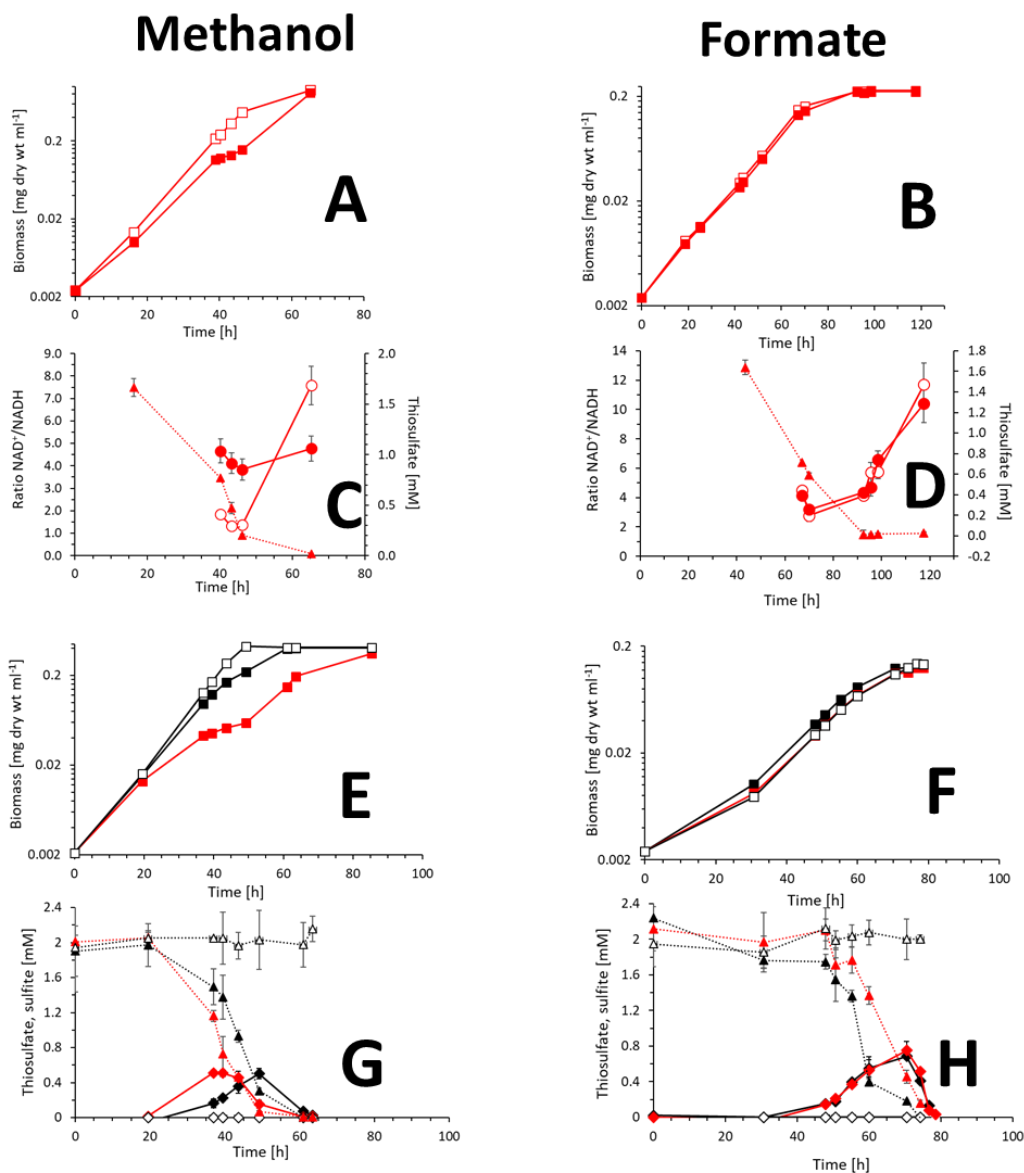 Methanol
Formate
Biomass [mg dry wt ml⁻¹]
0.2
0.02
0.002
A
0 20 40 60 80
Time [h]
Biomass [mg dry wt ml⁻¹]
0.2
0.02
0.002
B
0 20 40 60 80 100 120
Time [h]
Ratio NAD⁺/NADH
9.0
8.0
7.0
6.0
5.0
4.0
3.0
2.0
1.0
0.0
C
2.0
1.5
1.0
0.5
0.0
Thiosulfate [mM]
0 20 40 60 80
Time [h]
Ratio NAD⁺/NADH
14
12
10
8
6
4
2
0
D
1.8
1.6
1.4
1.2
1.0
0.8
0.6
0.4
0.2
0.0
-0.2
Thiosulfate [mM]
0 20 40 60 80 100 120
Time [h]
Biomass [mg dry wt ml⁻¹]
0.2
0.02
0.002
E
0 20 40 60 80 100
Time [h]
Biomass [mg dry wt ml⁻¹]
0.2
0.02
0.002
F
0 20 40 60 80 100
Time [h]
Thiosulfate, sulfite [mM]
2.4
2
1.6
1.2
0.8
0.4
0
G
0 20 40 60 80 100
Time [h]
Thiosulfate, sulfite [mM]
2.4
2
1.6
1.2
0.8
0.4
0
H
0 20 40 60 80 100
Time [h]